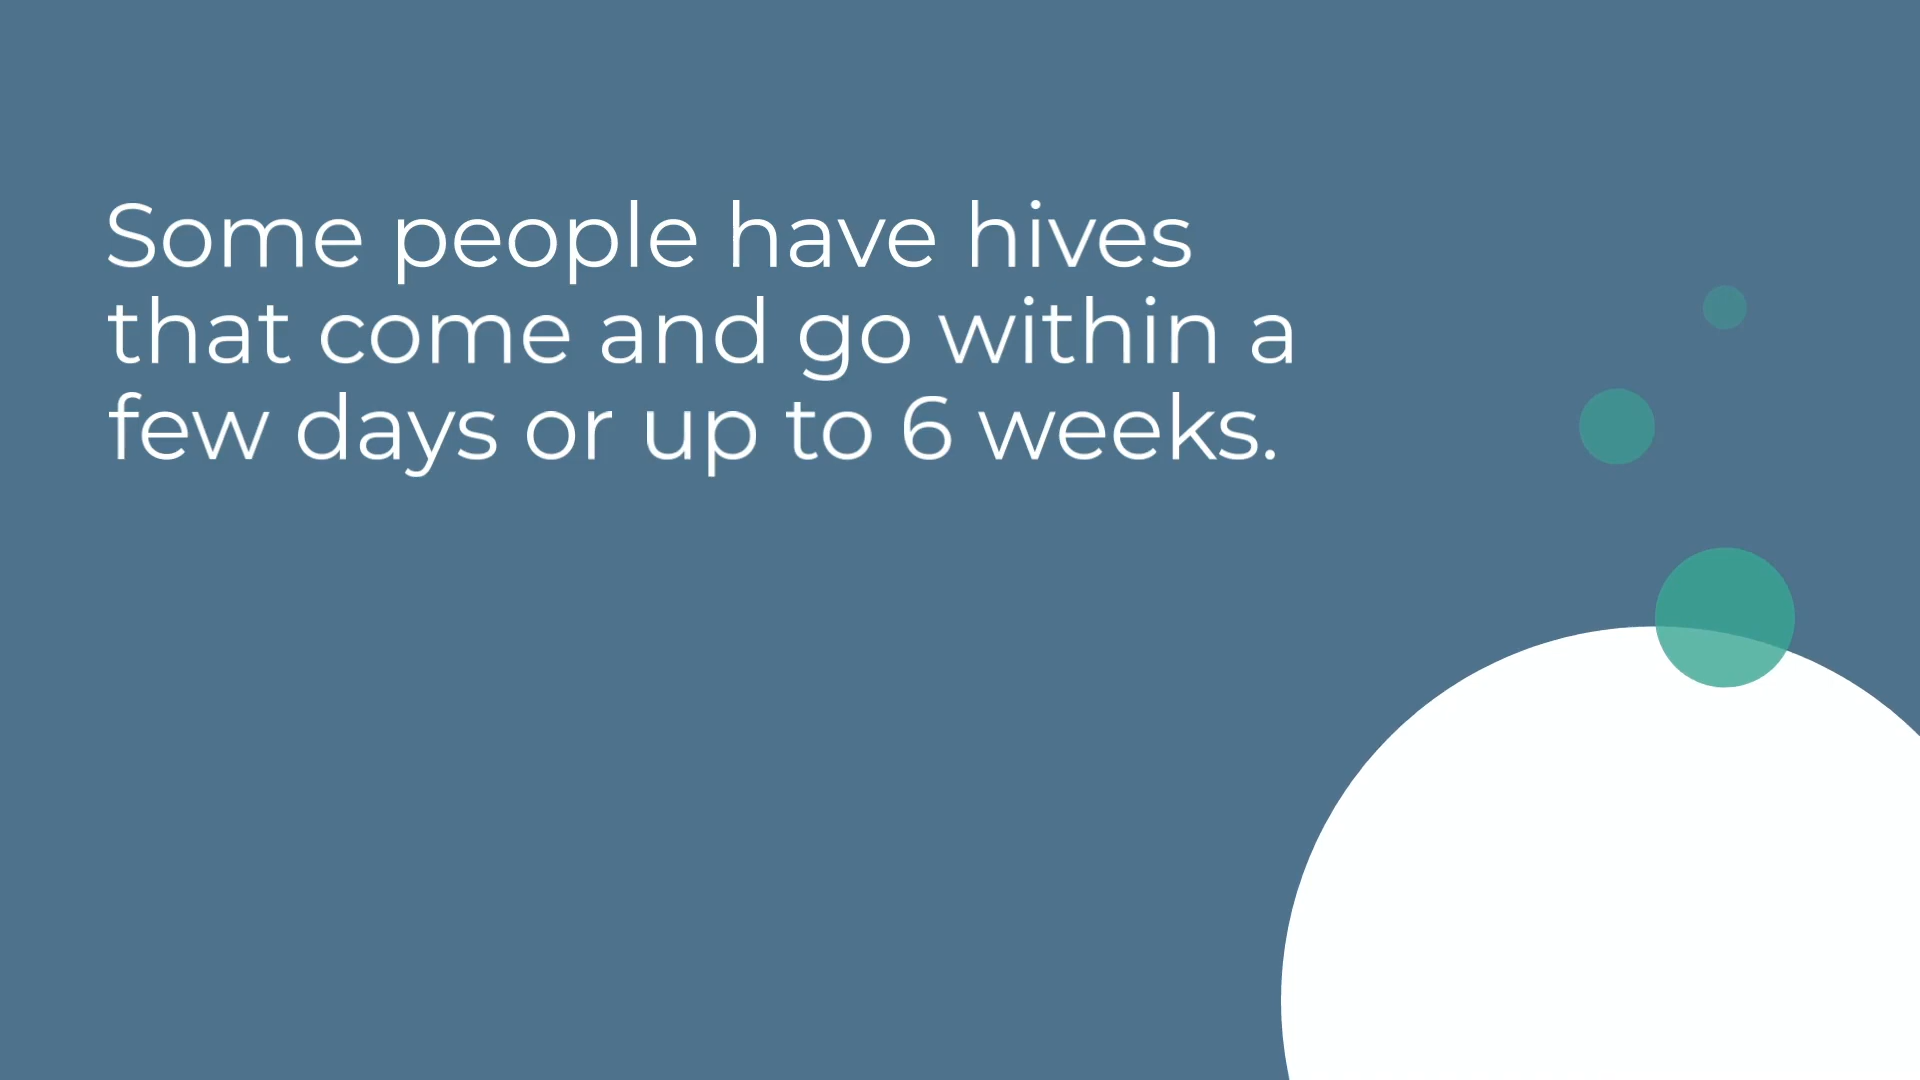 Some people have hives
that come and go within a
few days or up to 6 weeks.